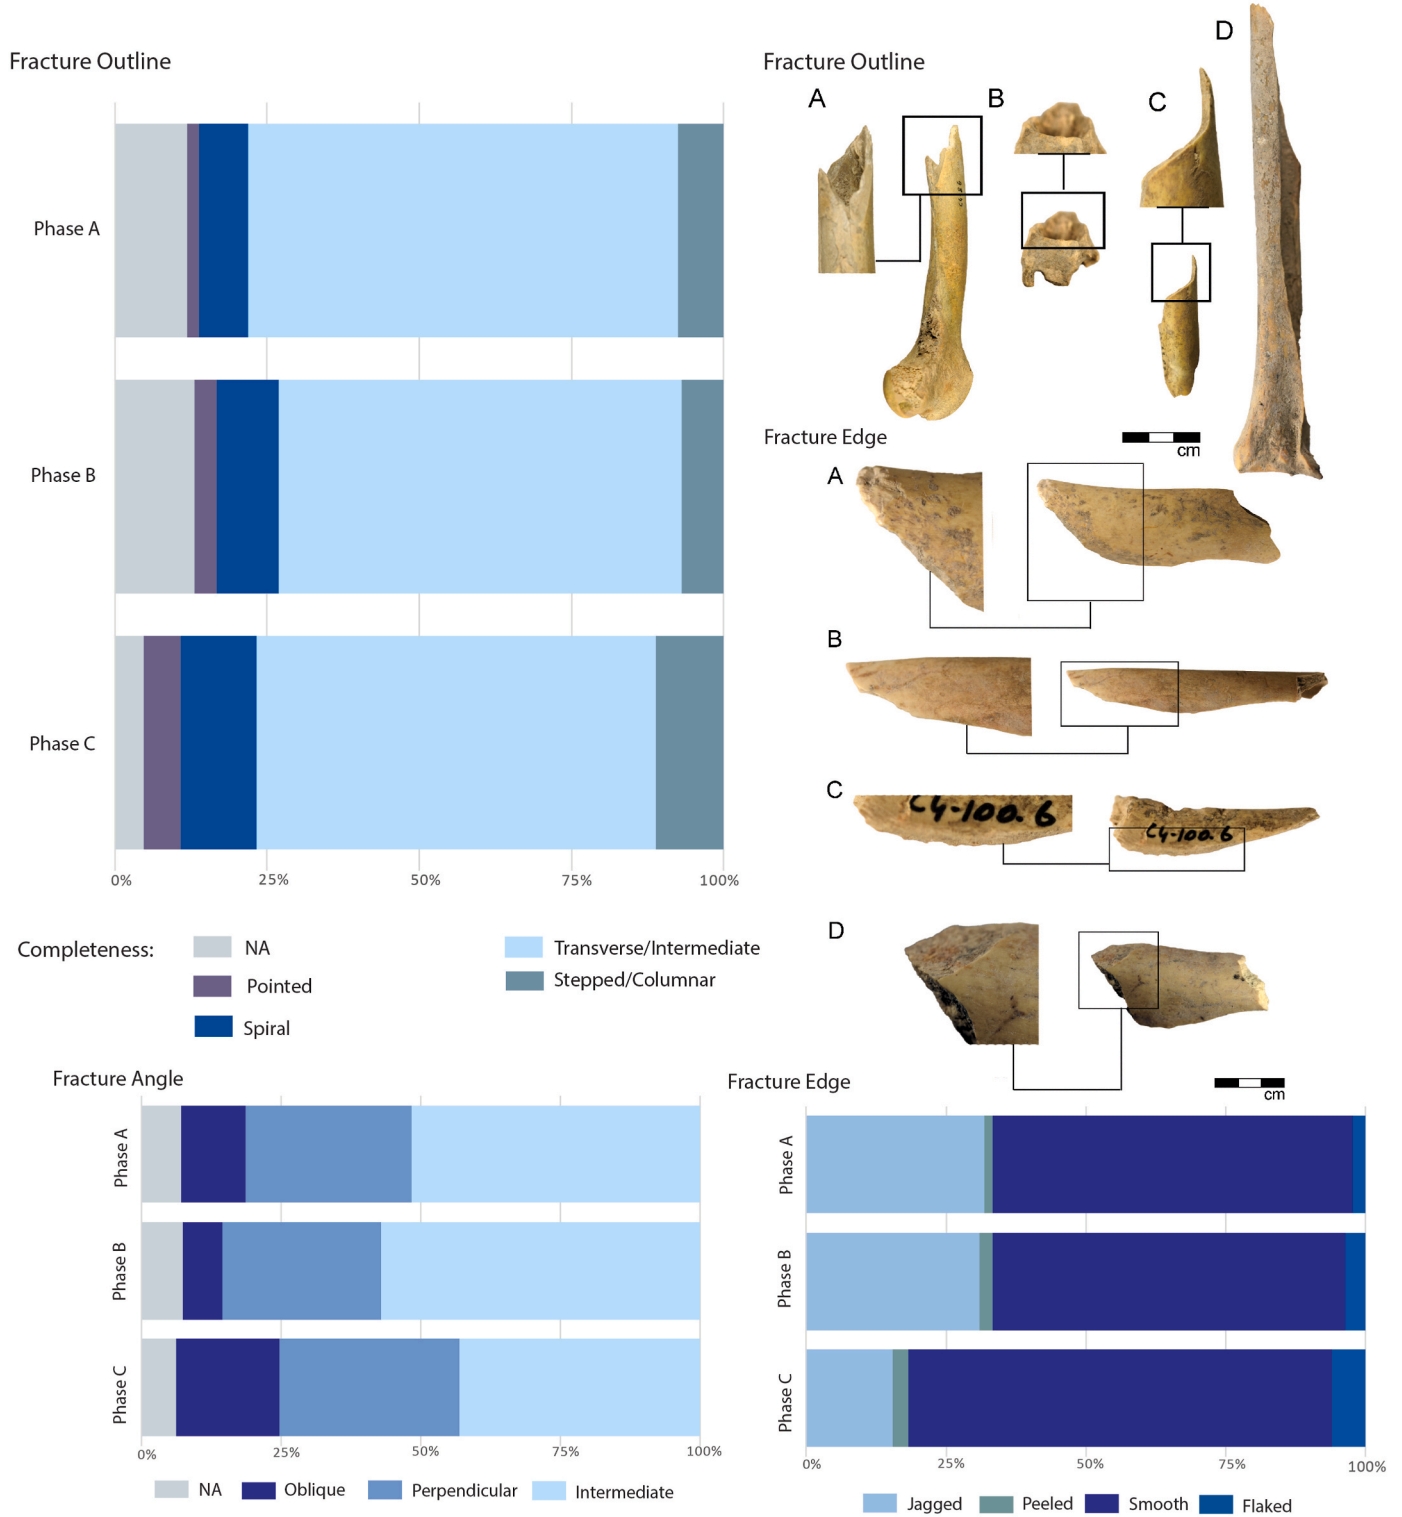 Fracture Outline
Phase A
Phase B
Phase C
0% 25% 50% 75% 100%
Completeness:
NA
Pointed
Spiral
Transverse/Intermediate
Stepped/Columnar
Fracture Outline
A
B
C
D
cm
Fracture Edge
A
B
C
C4-100.6
C4-100.6
D
cm
Fracture Angle
Phase A
Phase B
Phase C
0% 25% 50% 75% 100%
NA Oblique Perpendicular Intermediate
Fracture Edge
Phase A
Phase B
Phase C
0% 25% 50% 75% 100%
Jagged Peeled Smooth Flaked